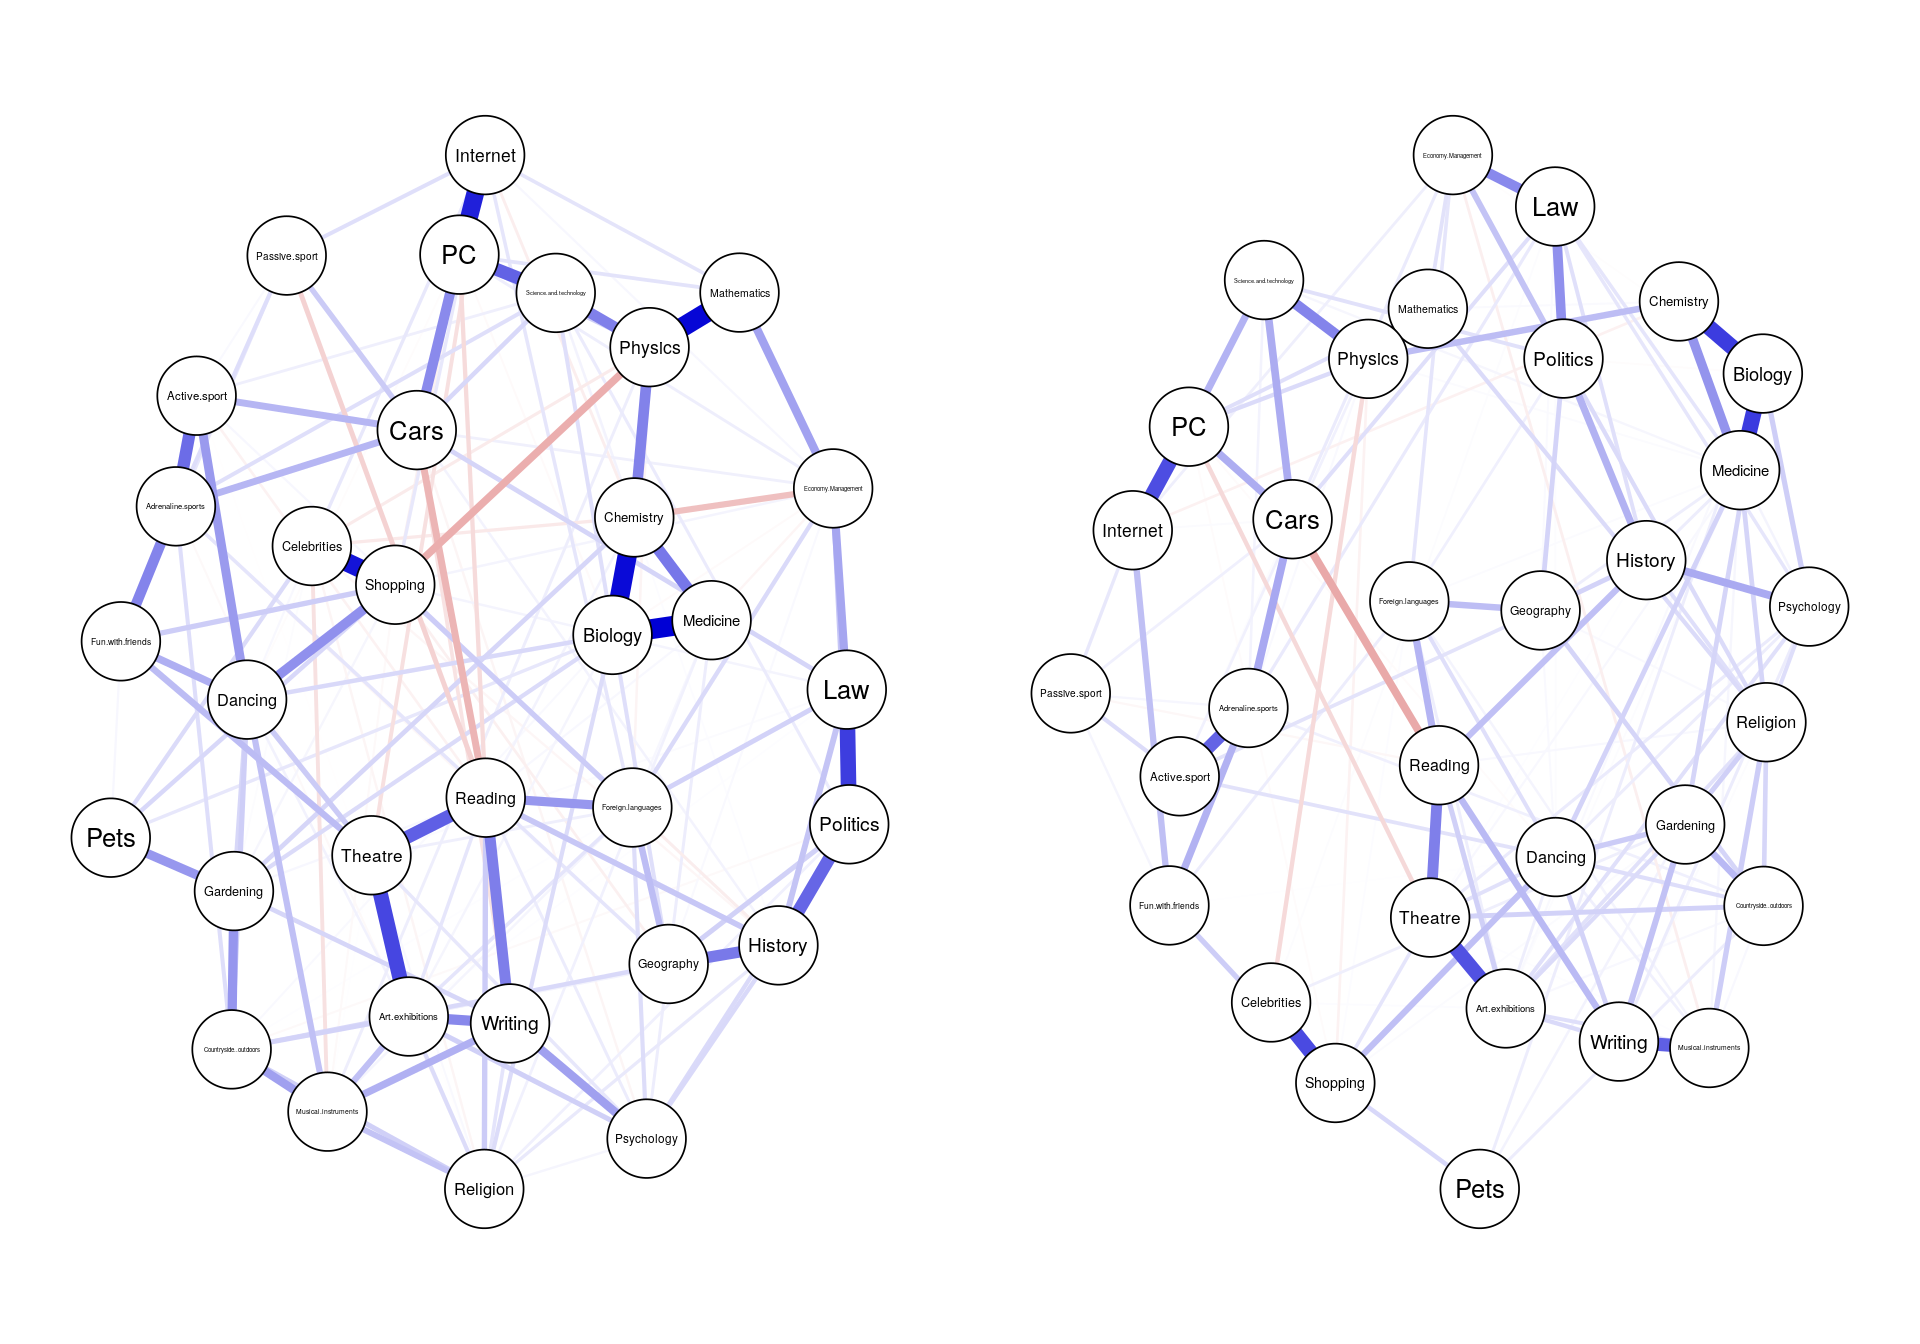 Internet
PC
Passive.sport
Science.and.technology
Mathematics
Physics
Active.sport
Cars
Adrenaline.sports
Economy.Management
Chemistry
Celebrities
Shopping
Fun.with.friends
Biology
Medicine
Dancing
Law
Reading
Foreign.languages
Politics
Pets
Theatre
Gardening
History
Geography
Art.exhibitions
Writing
Countryside..outdoors
Musical.instruments
Psychology
Religion
Economy.Management
Law
Science.and.technology
Chemistry
Mathematics
Physics
Politics
Biology
PC
Medicine
Cars
Internet
History
Foreign.languages
Geography
Psychology
Passive.sport
Adrenaline.sports
Religion
Active.sport
Reading
Gardening
Dancing
Fun.with.friends
Theatre
Countryside..outdoors
Celebrities
Art.exhibitions
Writing
Musical.instruments
Shopping
Pets